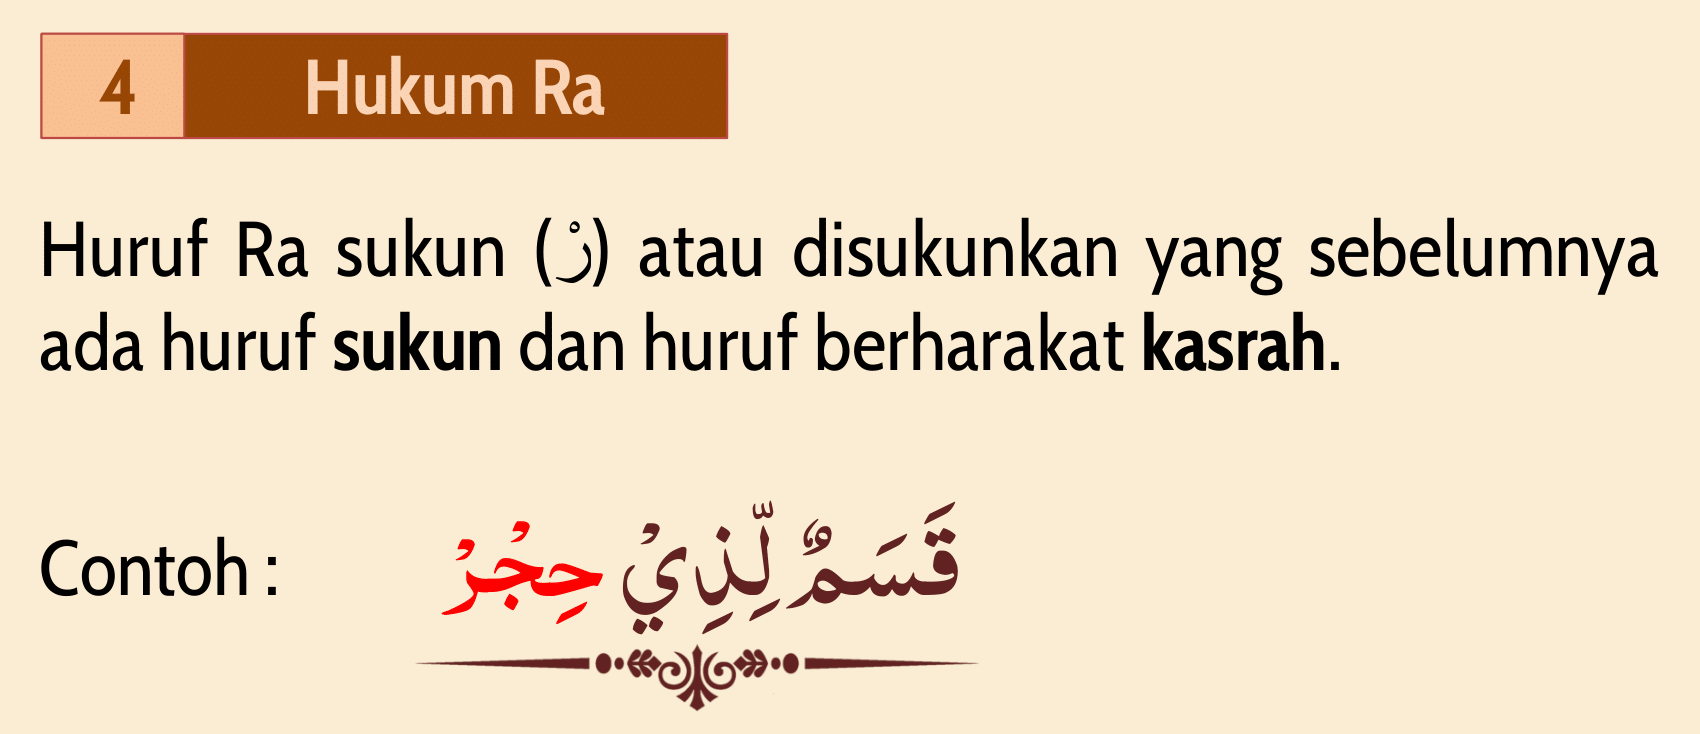 4 Hukum Ra
Huruf Ra sukun (رْ) atau disukunkan yang sebelumnya
ada huruf sukun dan huruf berharakat kasrah.
Contoh : قَسَمٌ لِّذِيْ حِجْرْ